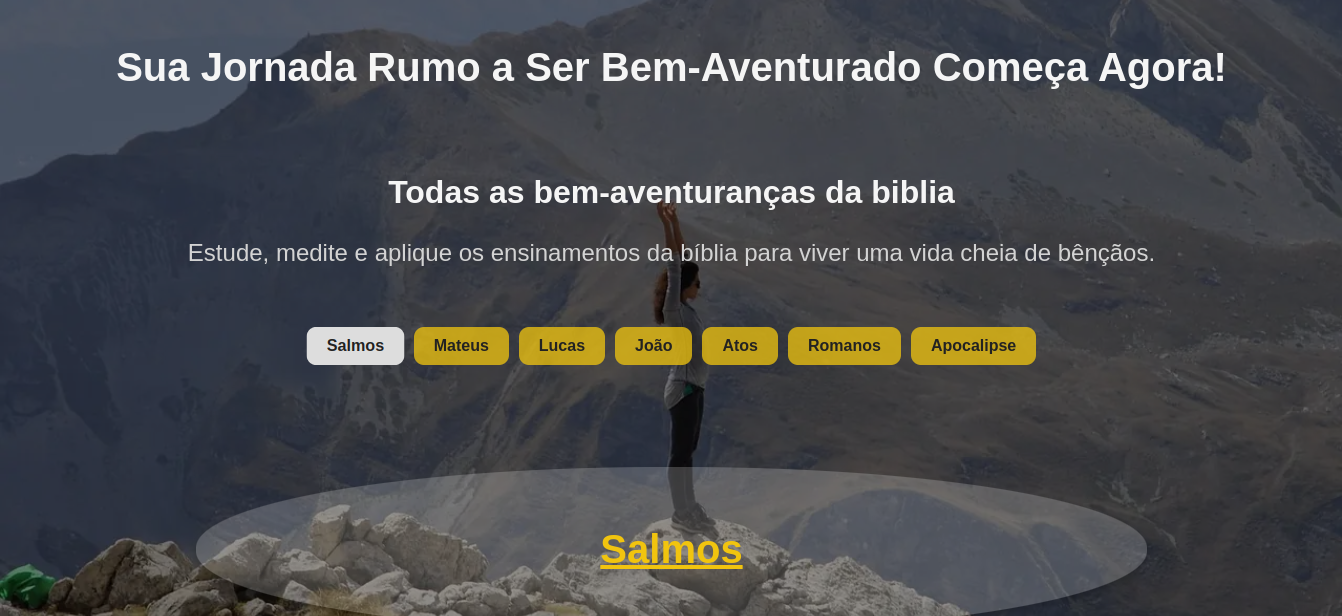 Sua Jornada Rumo a Ser Bem-Aventurado Começa Agora!
Todas as bem-aventuranças da biblia
Estude, medite e aplique os ensinamentos da bíblia para viver uma vida cheia de bênçãos.
Salmos Mateus Lucas João Atos Romanos Apocalipse
Salmos